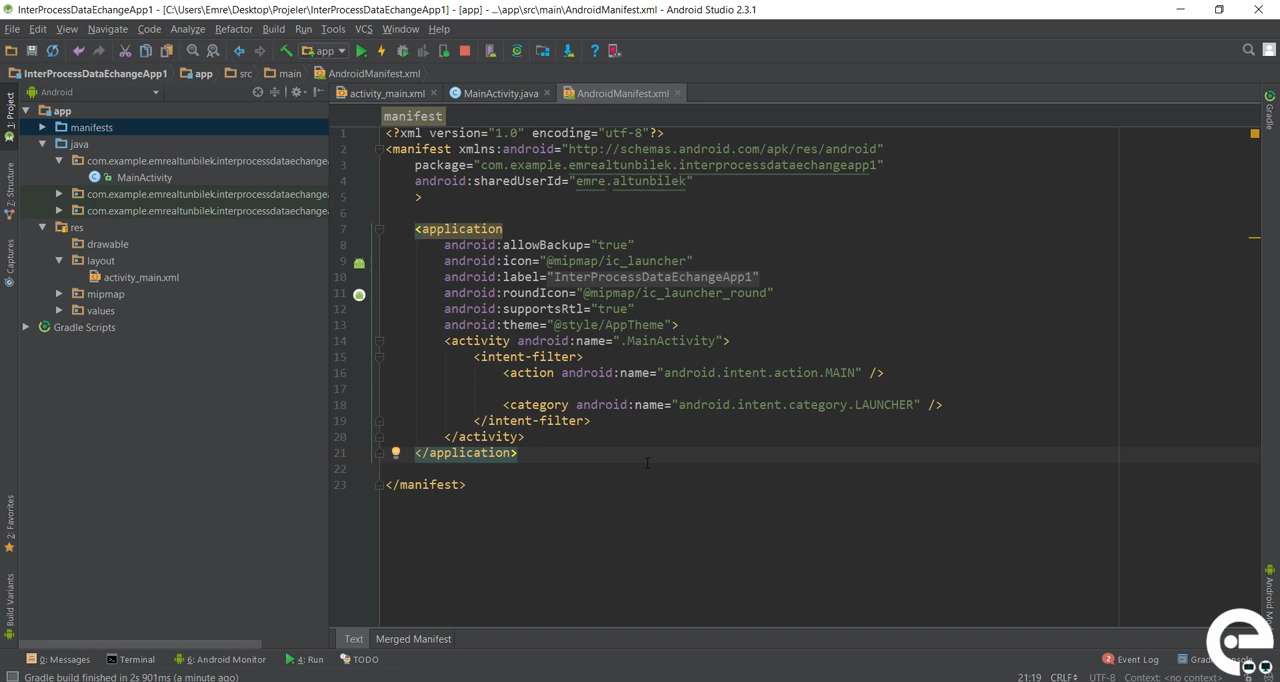 InterProcessDataEchangeApp1 - [C:\Users\Emre\Desktop\Projeler\InterProcessDataEchangeApp1] - [app] - ...\app\src\main\AndroidManifest.xml - Android Studio 2.3.1
File Edit View Navigate Code Analyze Refactor Build Run Tools VCS Window Help
app
InterProcessDataEchangeApp1 app src main AndroidManifest.xml
Android
activity_main.xml MainActivity.java AndroidManifest.xml
1: Project
Z: Structure
Captures
2: Favorites
Build Variants
app
manifests
java
com.example.emrealtunbilek.interprocessdataechange
MainActivity
com.example.emrealtunbilek.interprocessdataechange
com.example.emrealtunbilek.interprocessdataechange
res
drawable
layout
activity_main.xml
mipmap
values
Gradle Scripts
manifest
1 <?xml version="1.0" encoding="utf-8"?>
2 <manifest xmlns:android="http://schemas.android.com/apk/res/android"
3 package="com.example.emrealtunbilek.interprocessdataechangeapp1"
4 android:sharedUserId="emre.altunbilek"
5 >
6
7 <application
8 android:allowBackup="true"
9 android:icon="@mipmap/ic_launcher"
10 android:label="InterProcessDataEchangeApp1"
11 android:roundIcon="@mipmap/ic_launcher_round"
12 android:supportsRtl="true"
13 android:theme="@style/AppTheme">
14 <activity android:name=".MainActivity">
15 <intent-filter>
16 <action android:name="android.intent.action.MAIN" />
17
18 <category android:name="android.intent.category.LAUNCHER" />
19 </intent-filter>
20 </activity>
21 </application>
22
23 </manifest>
Gradle
Android
Text Merged Manifest
0: Messages Terminal 6: Android Monitor 4: Run TODO 2 Event Log
Gradle build finished in 2s 901ms (a minute ago) 21:19 CRLF UTF-8 Context: <no context>